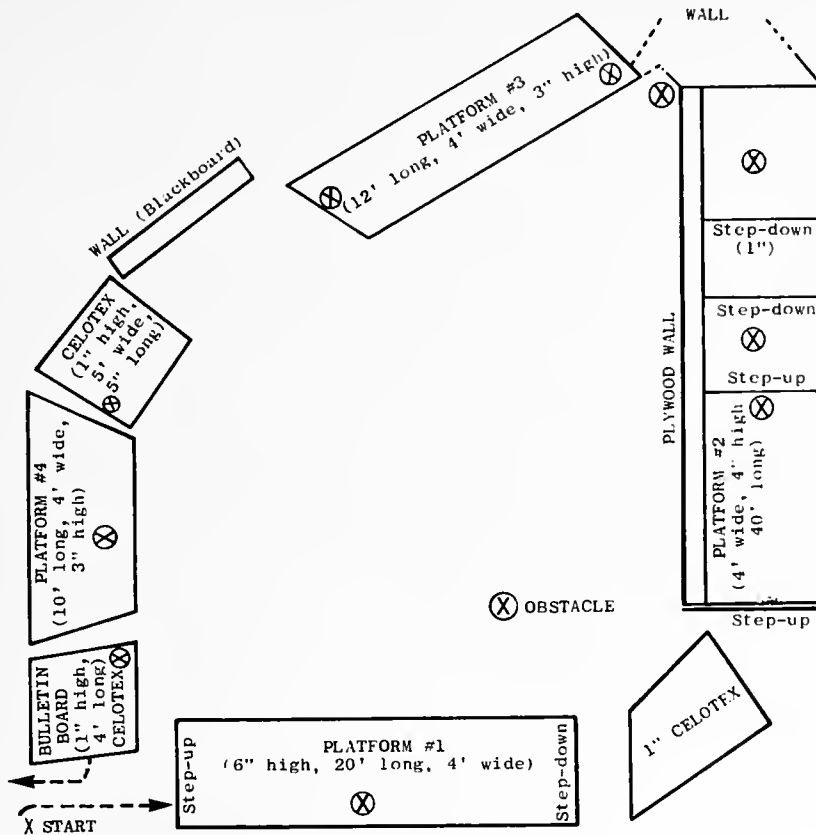 WALL
PLATFORM #3
(12' long, 4' wide, 3" high)
WALL (Blackboard)
Step-down
(1")
CELOTEX
(1" high,
5' wide,
5" long)
Step-down
Step-up
PLYWOOD WALL
PLATFORM #2
(4' wide, 4" high
40' long)
PLATFORM #4
(10' long, 4' wide,
3" high)
OBSTACLE
Step-up
BULLETIN
BOARD
(1" high,
4' long)
CELOTEX
1" CELOTEX
Step-up
PLATFORM #1
(6" high, 20' long, 4' wide)
Step-down
X START